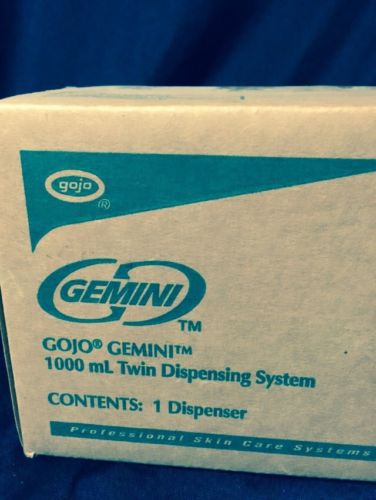 gojo
®
GEMINI
™
GOJO® GEMINI™
1000 mL Twin Dispensing System
CONTENTS: 1 Dispenser
Professional Skin Care Systems